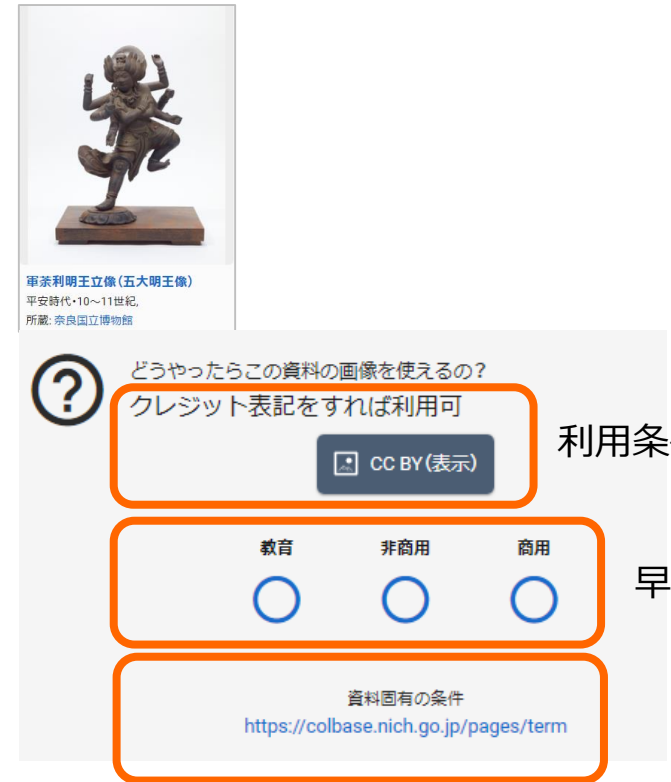 軍荼利明王立像(五大明王像)
平安時代・10～11世紀,
所蔵: 奈良国立博物館
どうやったらこの資料の画像を使えるの?
クレジット表記をすれば利用可
CC BY(表示)
利用条
教育 非商用 商用
早
資料固有の条件
https://colbase.nich.go.jp/pages/term